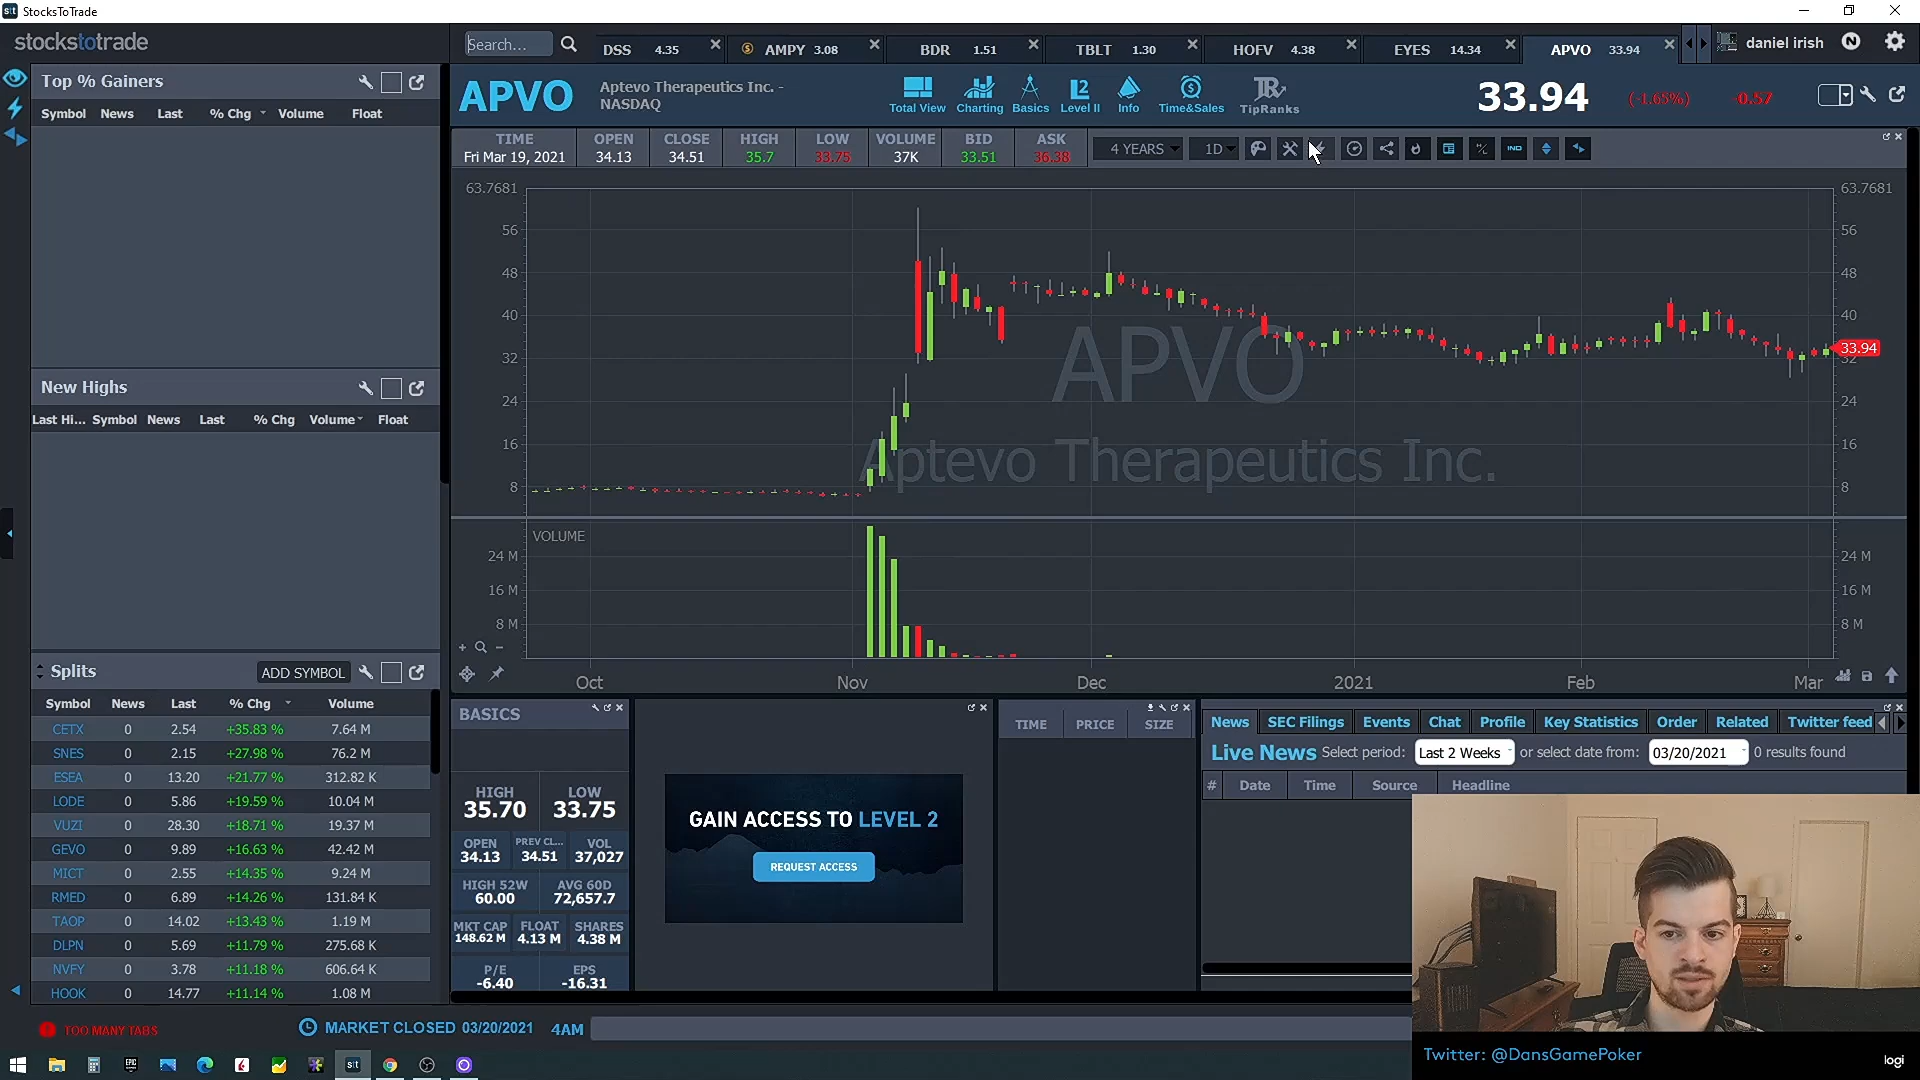 StocksToTrade
stockstotrade
Search...
DSS 4.35
AMPY 3.08
BDR 1.51
TBLT 1.30
HOFV 4.38
EYES 14.34
APVO 33.94
daniel irish
Top % Gainers
Symbol News Last % Chg Volume Float
APVO
Aptevo Therapeutics Inc. -
NASDAQ
Total View Charting Basics Level II Info Time&Sales TipRanks
33.94 (-1.65%) -0.57
TIME OPEN CLOSE HIGH LOW VOLUME BID ASK
Fri Mar 19, 2021 34.13 34.51 35.7 33.75 37K 33.51 36.38
4 YEARS 1D
IND
63.7681 63.7681
56 56
48 48
40 40
33.94
32 32
24 24
16 16
8 8
APVO
Aptevo Therapeutics Inc.
VOLUME
24 M 24 M
16 M 16 M
8 M 8 M
Oct Nov Dec 2021 Feb Mar
New Highs
Last Hi... Symbol News Last % Chg Volume Float
Splits ADD SYMBOL
Symbol News Last % Chg Volume
CETX 0 2.54 +35.83 % 7.64 M
SNES 0 2.15 +27.98 % 76.2 M
ESEA 0 13.20 +21.77 % 312.82 K
LODE 0 5.86 +19.59 % 10.04 M
VUZI 0 28.30 +18.71 % 19.37 M
GEVO 0 9.89 +16.63 % 42.42 M
MICT 0 2.55 +14.35 % 9.24 M
RMED 0 6.89 +14.26 % 131.84 K
TAOP 0 14.02 +13.43 % 1.19 M
DLPN 0 5.69 +11.79 % 275.68 K
NVFY 0 3.78 +11.18 % 606.64 K
HOOK 0 14.77 +11.14 % 1.08 M
BASICS
HIGH LOW
35.70 33.75
OPEN PREV CL... VOL
34.13 34.51 37,027
HIGH 52W AVG 60D
60.00 72,657.7
MKT CAP FLOAT SHARES
148.62 M 4.13 M 4.38 M
P/E EPS
-6.40 -16.31
GAIN ACCESS TO LEVEL 2
REQUEST ACCESS
TIME PRICE SIZE
News SEC Filings Events Chat Profile Key Statistics Order Related Twitter feed
Live News Select period: Last 2 Weeks or select date from: 03/20/2021 0 results found
# Date Time Source Headline
TOO MANY TABS
MARKET CLOSED 03/20/2021 4AM
Twitter: @DansGamePoker
logi